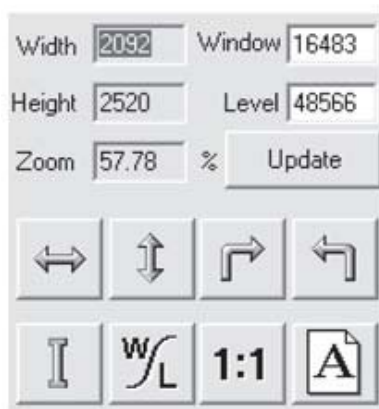 Width 2092 Window 16483
Height 2520 Level 48566
Zoom 57.78 % Update
W/L 1:1 A